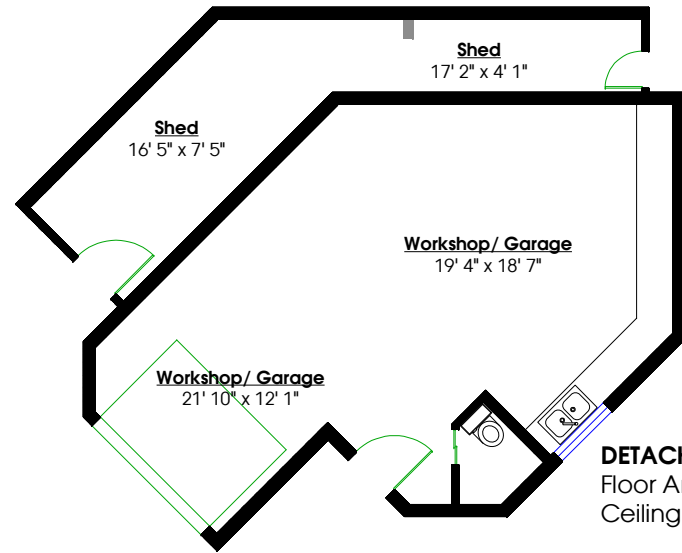 Shed
17' 2" x 4' 1"
Shed
16' 5" x 7' 5"
Workshop/ Garage
19' 4" x 18' 7"
Workshop/ Garage
21' 10" x 12' 1"
DETACH
Floor A
Ceiling